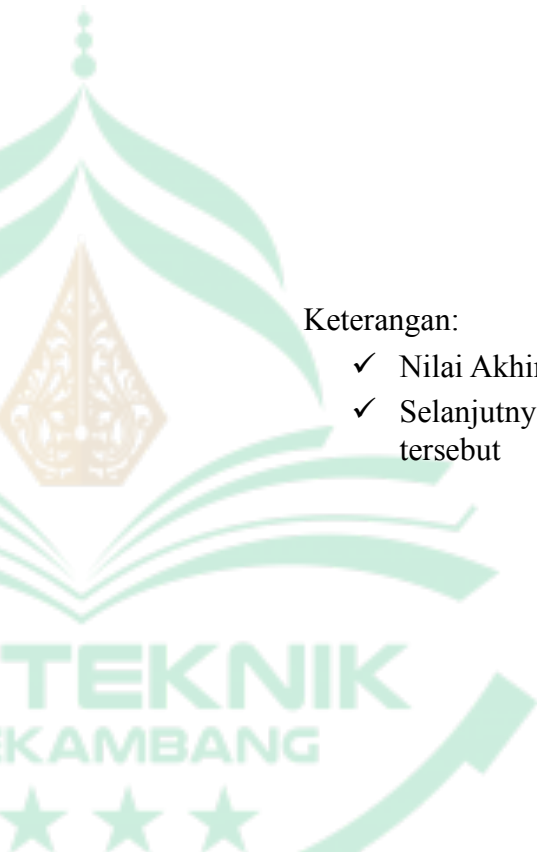 Keterangan:
✓ Nilai Akhir
✓ Selanjutny
tersebut
TEKNIK
EKAMBANG